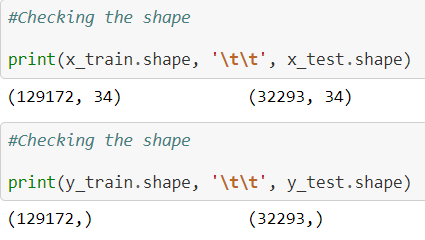 #Checking the shape
print(x_train.shape, '\t\t', x_test.shape)
(129172, 34) (32293, 34)
#Checking the shape
print(y_train.shape, '\t\t', y_test.shape)
(129172,) (32293,)